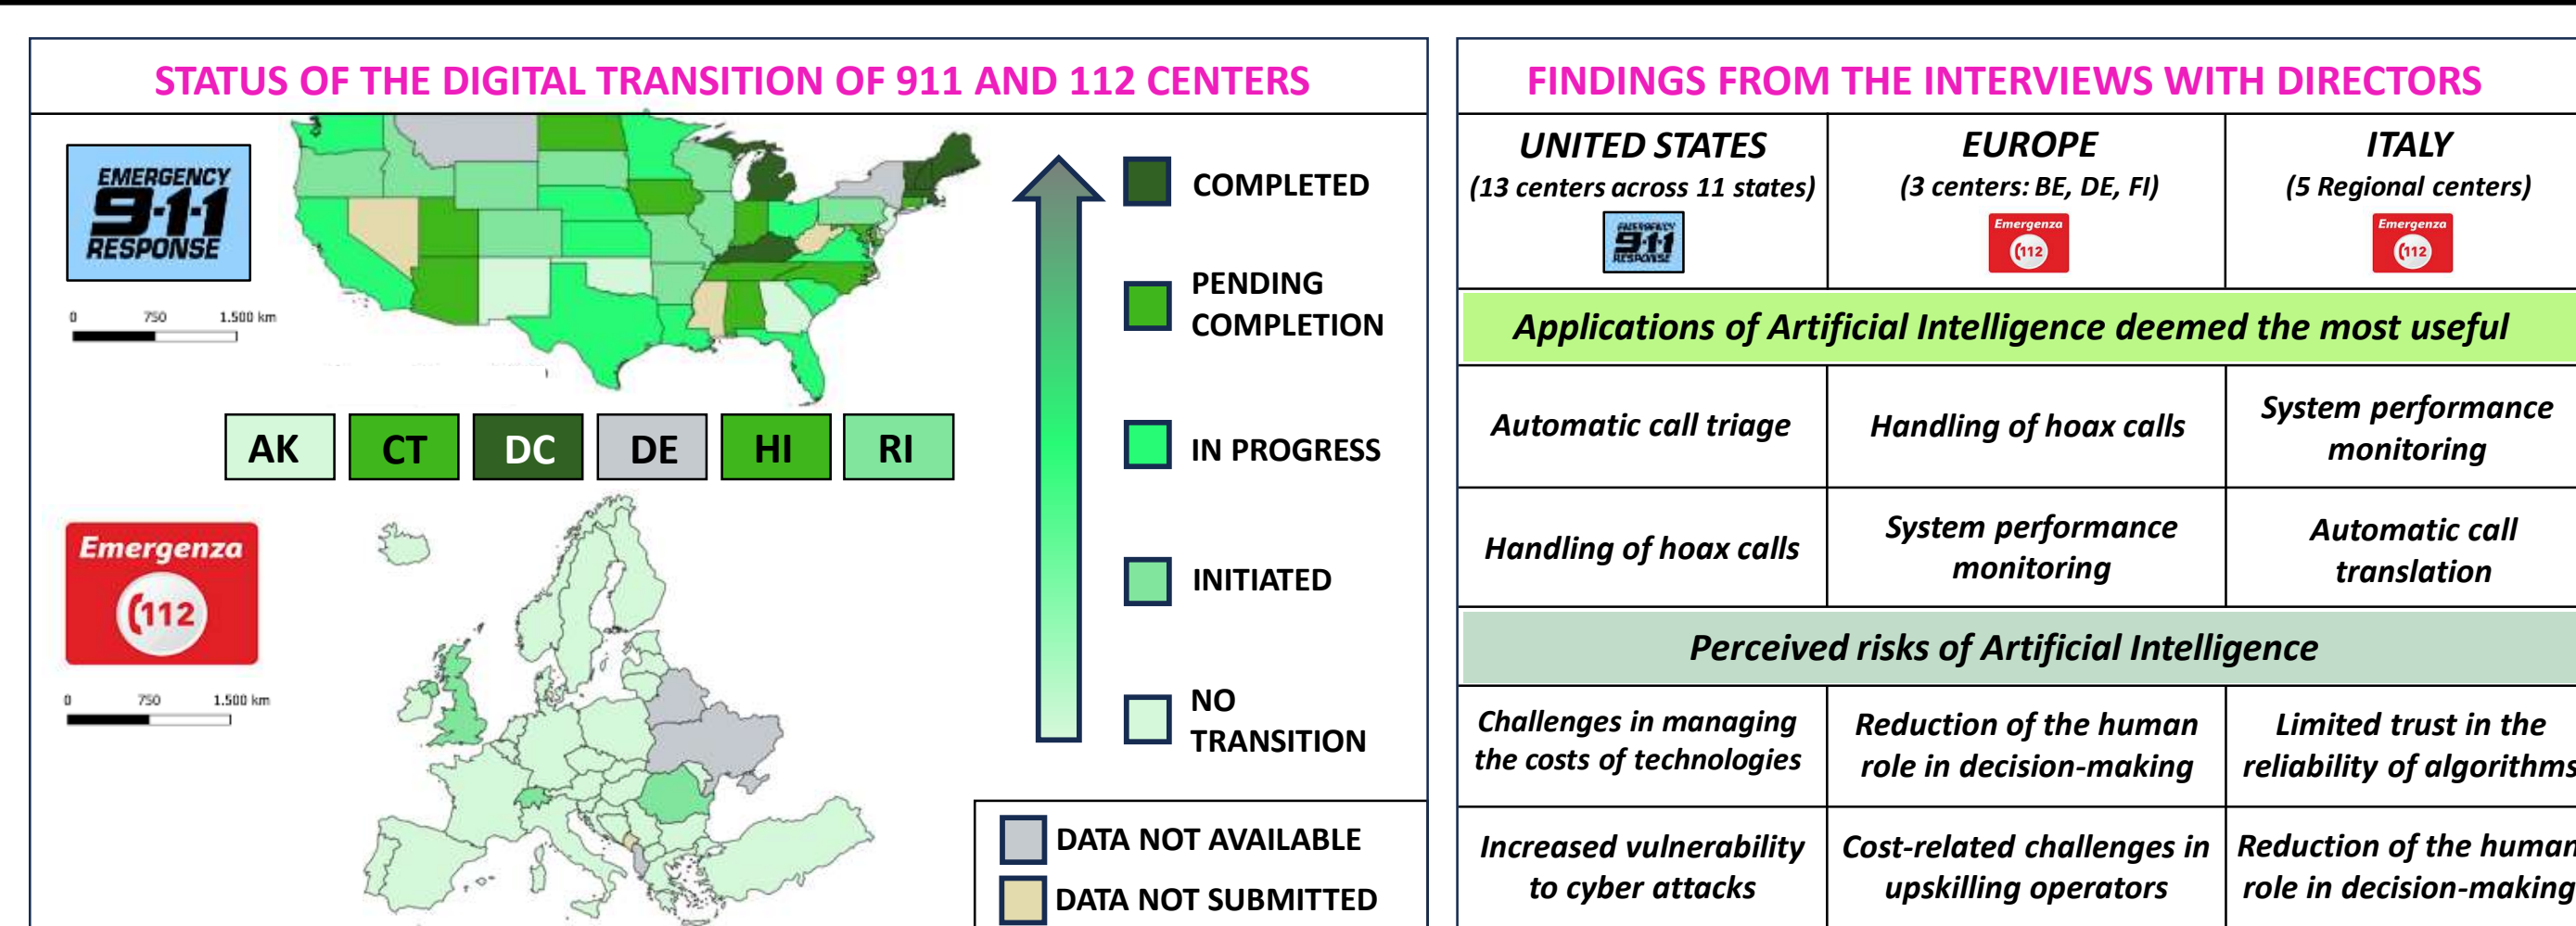 STATUS OF THE DIGITAL TRANSITION OF 911 AND 112 CENTERS
EMERGENCY
9-1-1
RESPONSE
0 750 1.500 km
COMPLETED
PENDING
COMPLETION
IN PROGRESS
INITIATED
NO
TRANSITION
AK CT DC DE HI RI
Emergenza
112
0 750 1.500 km
DATA NOT AVAILABLE
DATA NOT SUBMITTED
FINDINGS FROM THE INTERVIEWS WITH DIRECTORS
UNITED STATES
(13 centers across 11 states)
EMERGENCY
9-1-1
RESPONSE
EUROPE
(3 centers: BE, DE, FI)
Emergenza
112
ITALY
(5 Regional centers)
Emergenza
112
Applications of Artificial Intelligence deemed the most useful
Automatic call triage
Handling of hoax calls
System performance
monitoring
Handling of hoax calls
System performance
monitoring
Automatic call
translation
Perceived risks of Artificial Intelligence
Challenges in managing
the costs of technologies
Reduction of the human
role in decision-making
Limited trust in the
reliability of algorithms
Increased vulnerability
to cyber attacks
Cost-related challenges in
upskilling operators
Reduction of the human
role in decision-making